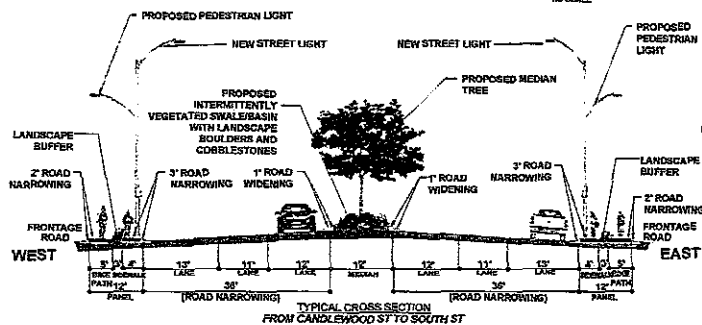 PROPOSED PEDESTRIAN LIGHT
NEW STREET LIGHT
NEW STREET LIGHT
PROPOSED
PEDESTRIAN
LIGHT
PROPOSED
INTERMITTENTLY
VEGETATED SWALE/BASIN
WITH LANDSCAPE
BOULDERS AND
COBBLESTONES
PROPOSED MEDIAN
TREE
LANDSCAPE
BUFFER
2' ROAD
NARROWING
3' ROAD
NARROWING
1' ROAD
WIDENING
1' ROAD
WIDENING
3' ROAD
NARROWING
LANDSCAPE
BUFFER
2' ROAD
NARROWING
FRONTAGE
ROAD
FRONTAGE
ROAD
WEST
EAST
5' 3' 4' 13' 11' 12' 12' 12' 11' 13' 4' 3' 5'
BIKE PATH SIDEWALK LANE LANE LANE MEDIAN LANE LANE LANE SIDEWALK PATH
12' 36' 36' 12'
PANEL (ROAD NARROWING) (ROAD NARROWING) PANEL
TYPICAL CROSS SECTION
FROM CANDLEWOOD ST TO SOUTH ST